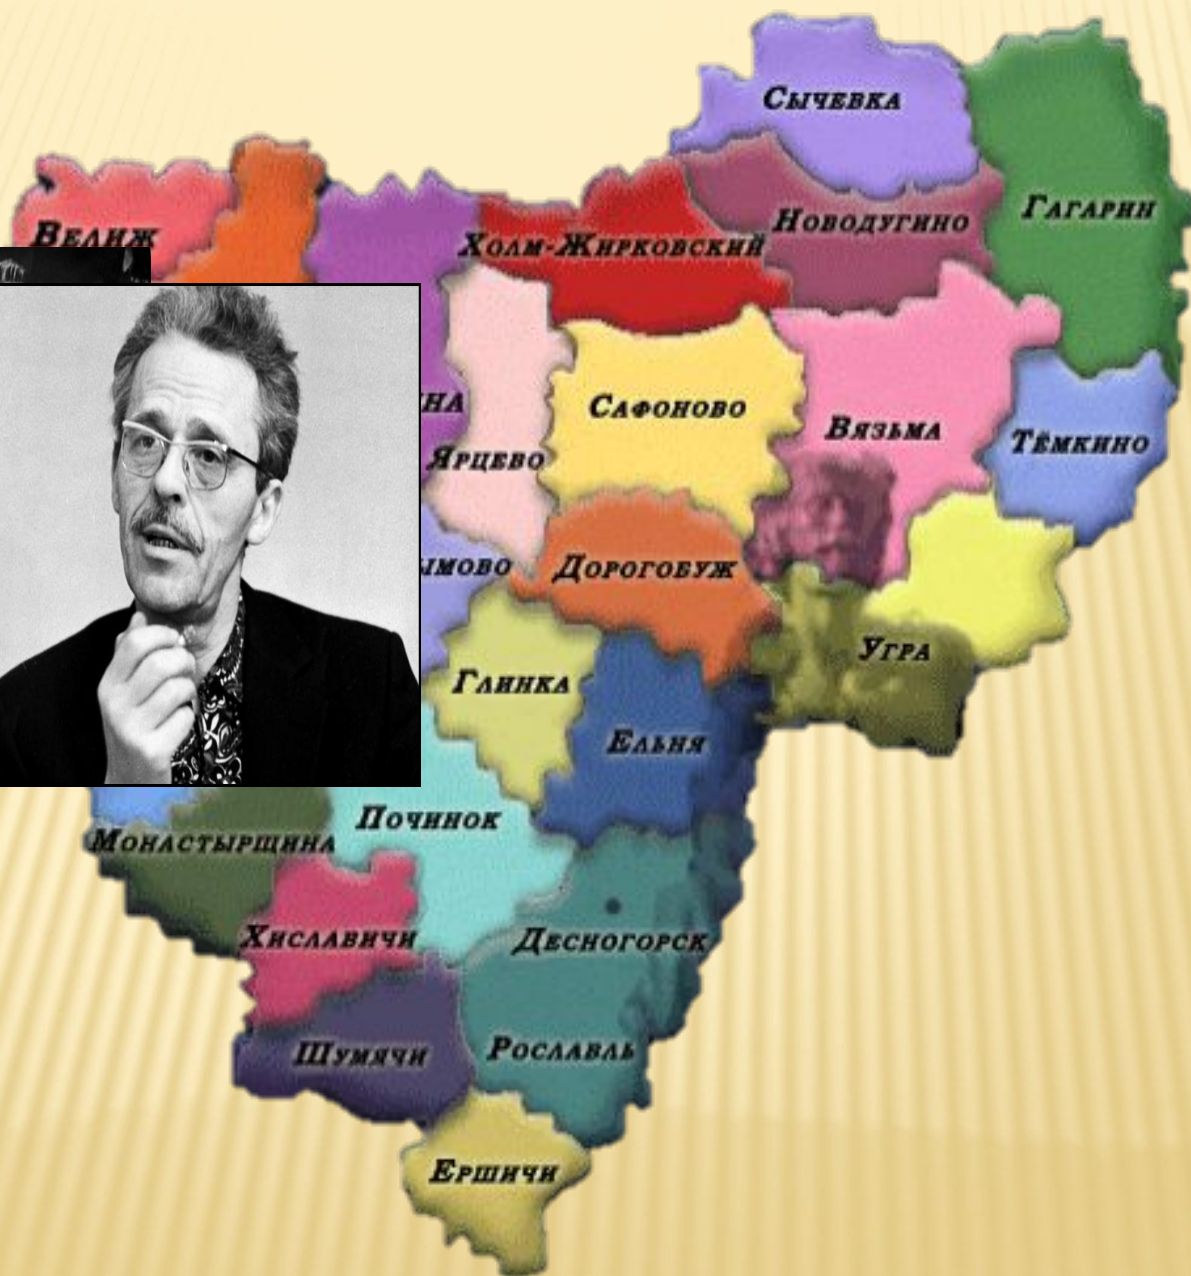 Сычевка
Гагарин
Новодугино
Велиж
Холм-Жирковский
Сафоново
Вязьма
Тёмкино
Ярцево
Дорогобуж
Угра
Глинка
Ельня
Починок
Монастырщина
Хиславичи
Десногорск
Шумячи
Рославль
Ершичи